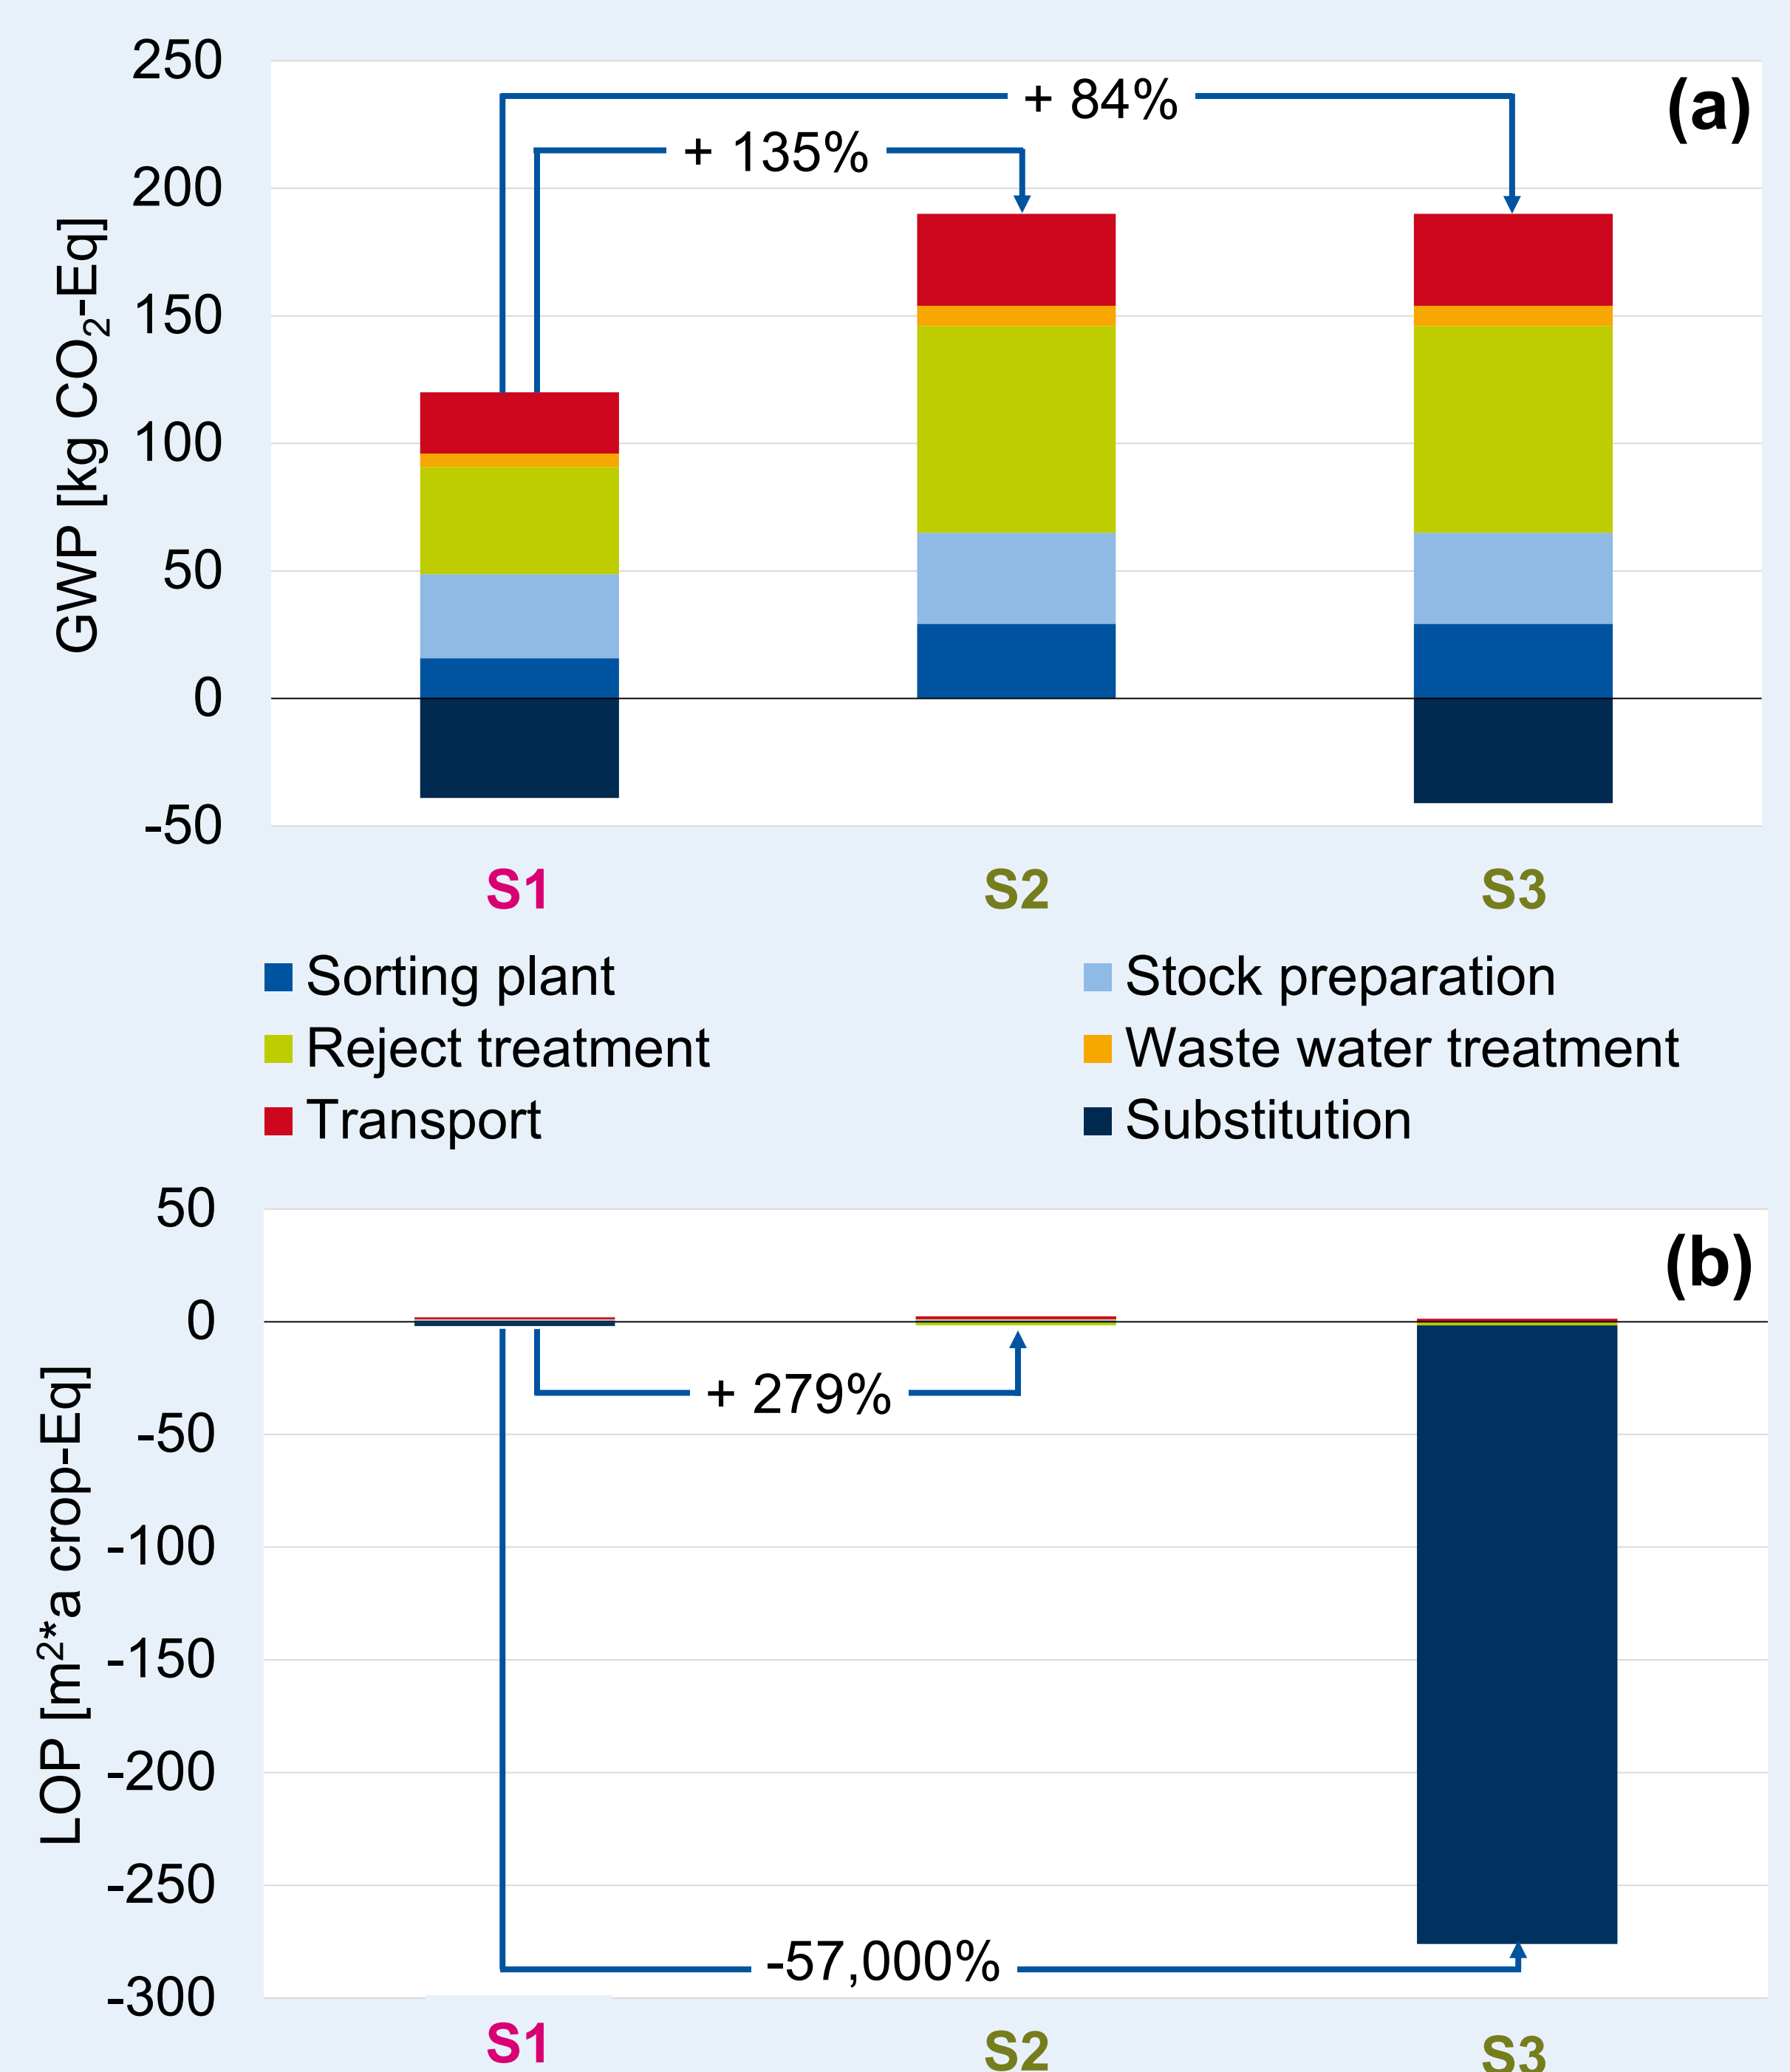 (a)
GWP [kg CO₂-Eq]
250
200
150
100
50
0
-50
+ 84%
+ 135%
S1
S2
S3
Sorting plant
Stock preparation
Reject treatment
Waste water treatment
Transport
Substitution
(b)
LOP [m²*a crop-Eq]
50
0
-50
-100
-150
-200
-250
-300
+ 279%
-57,000%
S1
S2
S3